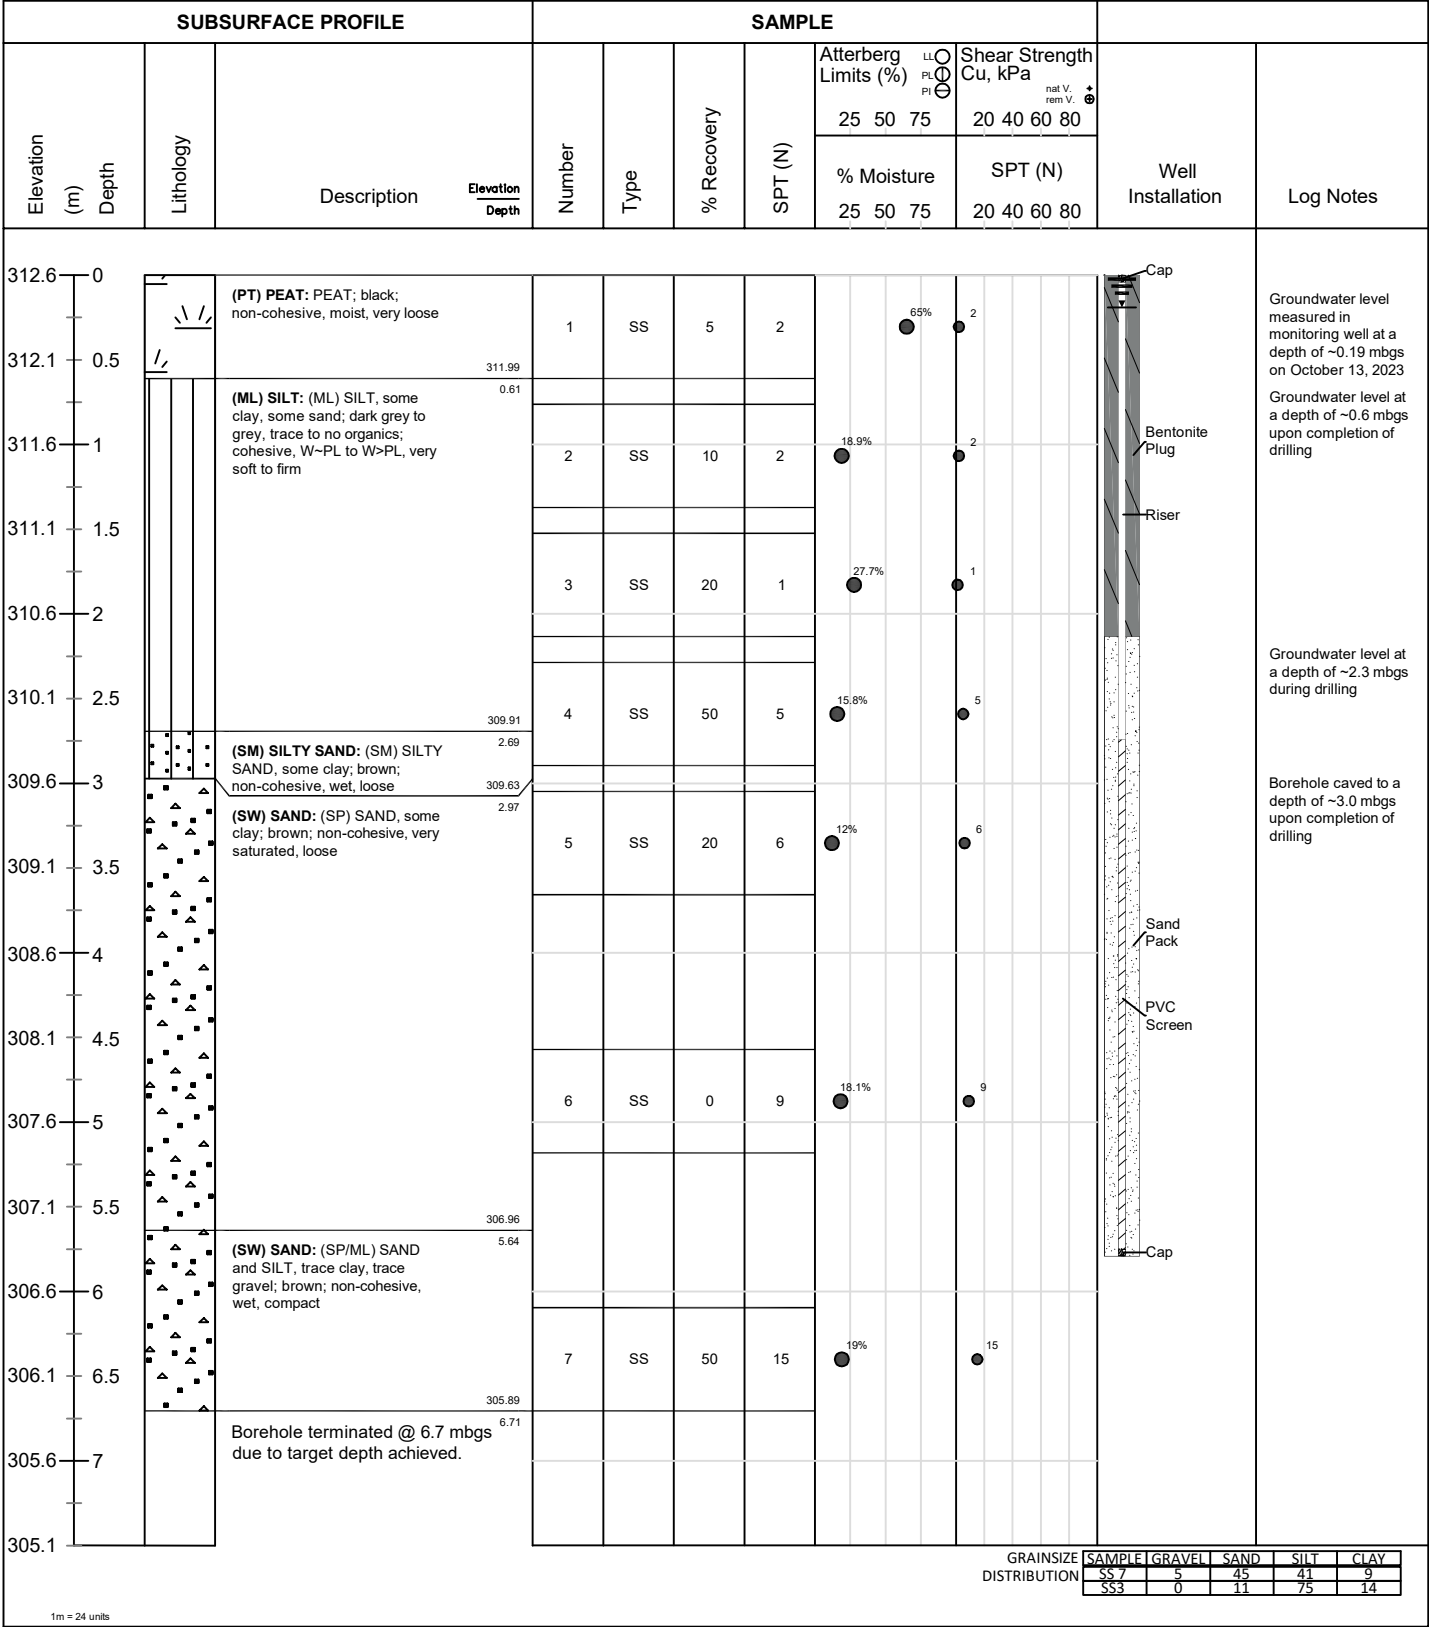 SUBSURFACE PROFILE
SAMPLE
Elevation
(m)
Depth
Lithology
Description
Elevation
Depth
Number
Type
% Recovery
SPT (N)
Atterberg
Limits (%)
LL
PL
PI
25 50 75
% Moisture
25 50 75
Shear Strength
Cu, kPa
nat V.
rem V.
20 40 60 80
SPT (N)
20 40 60 80
Well
Installation
Log Notes
312.6 0
312.1 0.5
311.6 1
311.1 1.5
310.6 2
310.1 2.5
309.6 3
309.1 3.5
308.6 4
308.1 4.5
307.6 5
307.1 5.5
306.6 6
306.1 6.5
305.6 7
305.1
(PT) PEAT: PEAT; black;
non-cohesive, moist, very loose
311.99
0.61
(ML) SILT: (ML) SILT, some
clay, some sand; dark grey to
grey, trace to no organics;
cohesive, W~PL to W>PL, very
soft to firm
309.91
2.69
(SM) SILTY SAND: (SM) SILTY
SAND, some clay; brown;
non-cohesive, wet, loose
309.63
2.97
(SW) SAND: (SP) SAND, some
clay; brown; non-cohesive, very
saturated, loose
306.96
5.64
(SW) SAND: (SP/ML) SAND
and SILT, trace clay, trace
gravel; brown; non-cohesive,
wet, compact
305.89
6.71
Borehole terminated @ 6.7 mbgs
due to target depth achieved.
1 SS 5 2 65% 2
2 SS 10 2 18.9% 2
3 SS 20 1 27.7% 1
4 SS 50 5 15.8% 5
5 SS 20 6 12% 6
6 SS 0 9 18.1% 9
7 SS 50 15 19% 15
Cap
Bentonite
Plug
Riser
Sand
Pack
PVC
Screen
Cap
Groundwater level
measured in
monitoring well at a
depth of ~0.19 mbgs
on October 13, 2023
Groundwater level at
a depth of ~0.6 mbgs
upon completion of
drilling
Groundwater level at
a depth of ~2.3 mbgs
during drilling
Borehole caved to a
depth of ~3.0 mbgs
upon completion of
drilling
GRAINSIZE
DISTRIBUTION
SAMPLE GRAVEL SAND SILT CLAY
SS 7 5 45 41 9
SS3 0 11 75 14
1m = 24 units